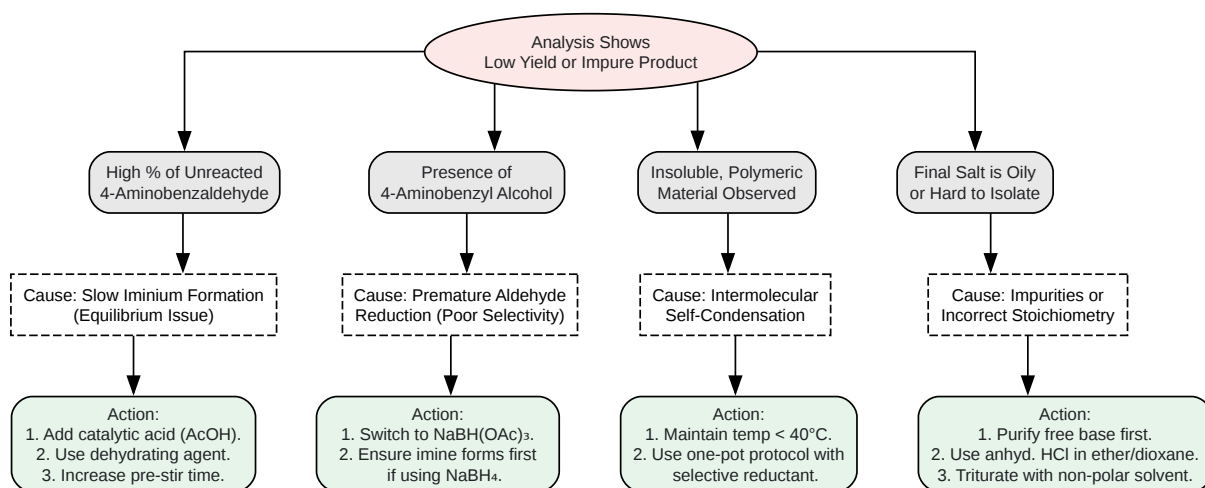 Analysis Shows
Low Yield or Impure Product
High % of Unreacted
4-Aminobenzaldehyde
Presence of
4-Aminobenzyl Alcohol
Insoluble, Polymeric
Material Observed
Final Salt is Oily
or Hard to Isolate
Cause: Slow Iminium Formation
(Equilibrium Issue)
Cause: Premature Aldehyde
Reduction (Poor Selectivity)
Cause: Intermolecular
Self-Condensation
Cause: Impurities or
Incorrect Stoichiometry
Action:
1. Add catalytic acid (AcOH).
2. Use dehydrating agent.
3. Increase pre-stir time.
Action:
1. Switch to NaBH(OAc)₃.
2. Ensure imine forms first
if using NaBH₄.
Action:
1. Maintain temp < 40°C.
2. Use one-pot protocol with
selective reductant.
Action:
1. Purify free base first.
2. Use anhyd. HCl in ether/dioxane.
3. Triturate with non-polar solvent.